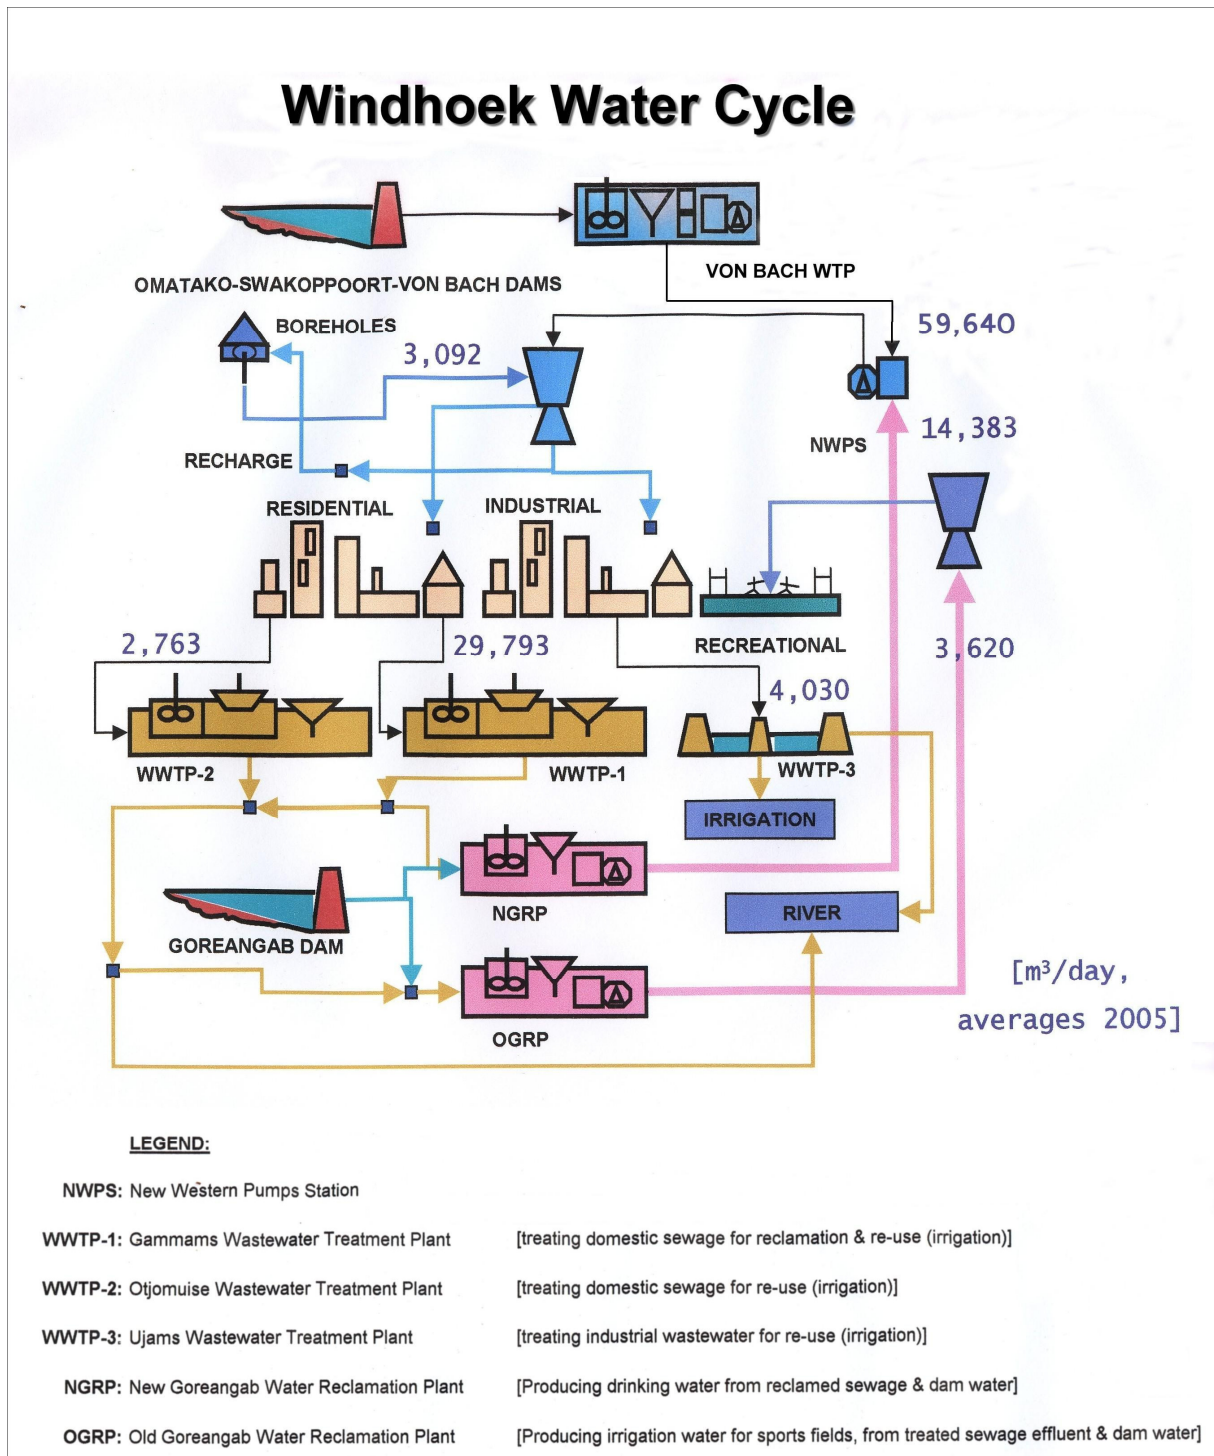 Windhoek Water Cycle
OMATAKO-SWAKOPPOORT-VON BACH DAMS
VON BACH WTP
BOREHOLES
59,640
3,092
14,383
NWPS
RECHARGE
RESIDENTIAL
INDUSTRIAL
2,763
29,793
RECREATIONAL
3,620
4,030
WWTP-2
WWTP-1
WWTP-3
IRRIGATION
NGRP
RIVER
GOREANGAB DAM
OGRP
[m³/day,
averages 2005]
LEGEND:
NWPS: New Western Pumps Station
WWTP-1: Gammams Wastewater Treatment Plant [treating domestic sewage for reclamation & re-use (irrigation)]
WWTP-2: Otjomuise Wastewater Treatment Plant [treating domestic sewage for re-use (irrigation)]
WWTP-3: Ujams Wastewater Treatment Plant [treating industrial wastewater for re-use (irrigation)]
NGRP: New Goreangab Water Reclamation Plant [Producing drinking water from reclamed sewage & dam water]
OGRP: Old Goreangab Water Reclamation Plant [Producing irrigation water for sports fields, from treated sewage effluent & dam water]